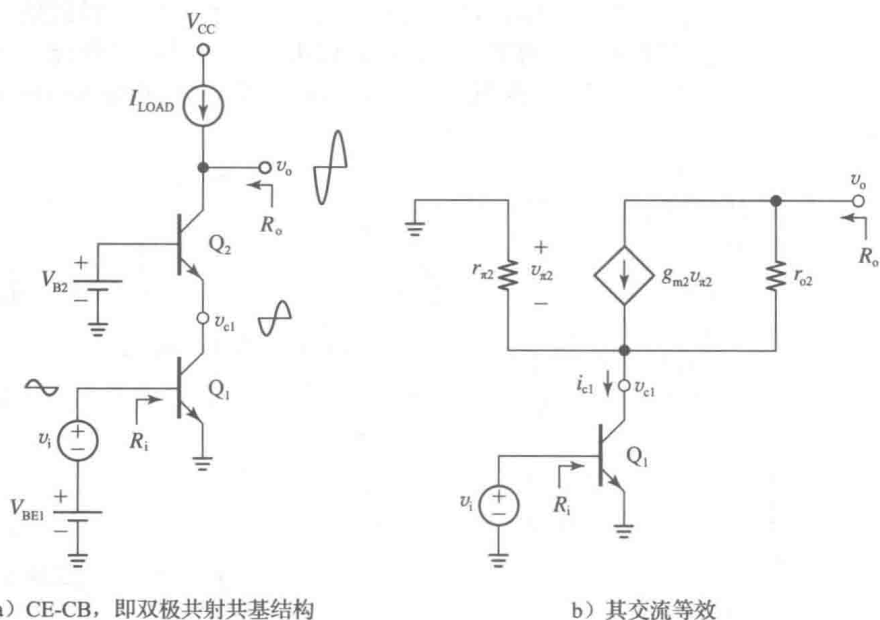 V_CC
I_LOAD
v_o
R_o
Q_2
+
V_B2
−
v_c1
Q_1
R_i
v_i
+
−
+
V_BE1
−
a）CE-CB，即双极共射共基结构
v_o
R_o
r_π2
+
v_π2
−
g_m2v_π2
r_o2
i_c1
v_c1
Q_1
R_i
v_i
+
−
b）其交流等效